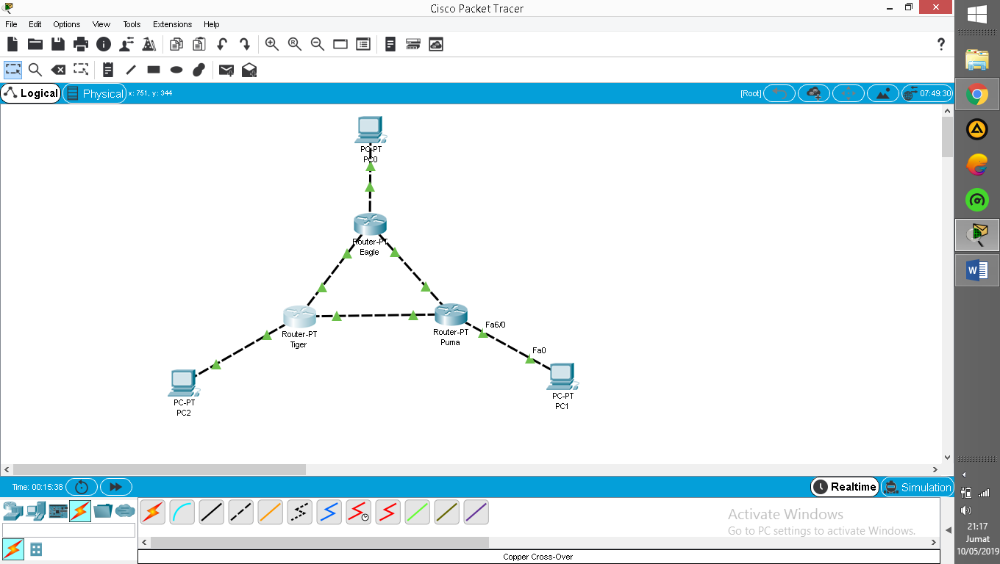 Cisco Packet Tracer
File Edit Options View Tools Extensions Help
R
?
Logical
Physical
x: 751, y: 344
[Root]
07:49:30
PC-PT
PC0
Router-PT
Eagle
Router-PT
Tiger
Router-PT
Puma
Fa6/0
Fa0
PC-PT
PC2
PC-PT
PC1
Time: 00:15:38
Realtime
Simulation
Activate Windows
Go to PC settings to activate Windows.
Copper Cross-Over
W
21:17
Jumat
10/05/2019